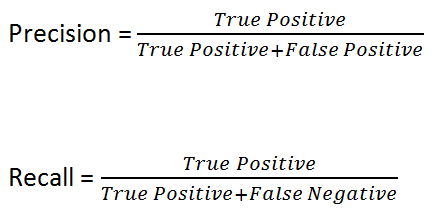 Precision = True Positive / True Positive+False Positive
Recall = True Positive / True Positive+False Negative